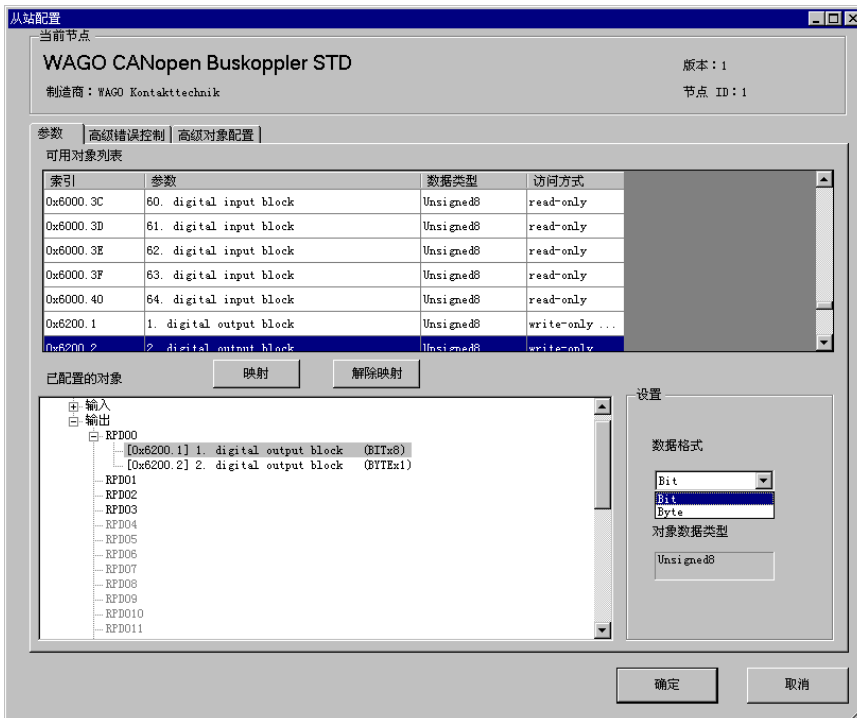 从站配置
当前节点
WAGO CANopen Buskoppler STD
版本：1
制造商：WAGO Kontakttechnik
节点 ID：1
参数 高级错误控制 高级对象配置
可用对象列表
索引 参数 数据类型 访问方式
0x6000.3C 60. digital input block Unsigned8 read-only
0x6000.3D 61. digital input block Unsigned8 read-only
0x6000.3E 62. digital input block Unsigned8 read-only
0x6000.3F 63. digital input block Unsigned8 read-only
0x6000.40 64. digital input block Unsigned8 read-only
0x6200.1 1. digital output block Unsigned8 write-only ...
0x6200.2 2. digital output block Unsigned8 write-only
已配置的对象 映射 解除映射
设置
输入
输出
RPDO0
[0x6200.1] 1. digital output block (BITx8)
[0x6200.2] 2. digital output block (BYTEx1)
RPDO1
RPDO2
RPDO3
RPDO4
RPDO5
RPDO6
RPDO7
RPDO8
RPDO9
RPDO10
RPDO11
数据格式
Bit
Bit
Byte
对象数据类型
Unsigned8
确定 取消